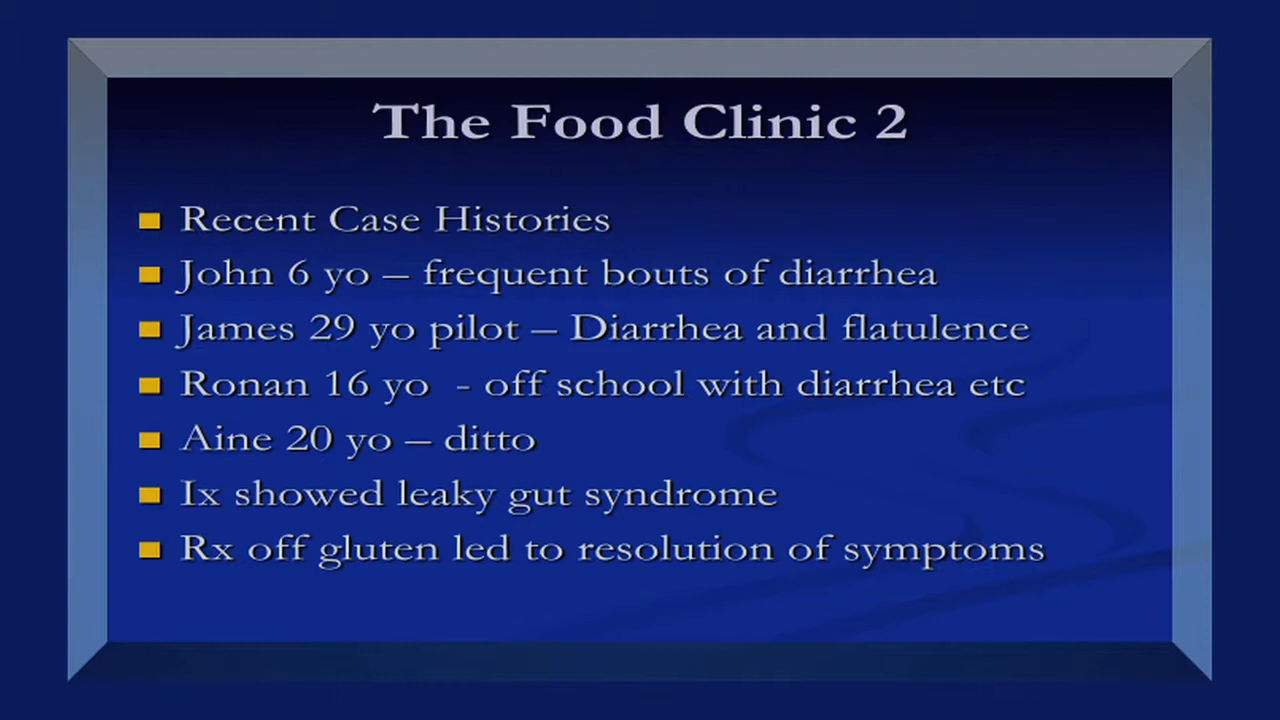 The Food Clinic 2
Recent Case Histories
John 6 yo – frequent bouts of diarrhea
James 29 yo pilot – Diarrhea and flatulence
Ronan 16 yo - off school with diarrhea etc
Aine 20 yo – ditto
Ix showed leaky gut syndrome
Rx off gluten led to resolution of symptoms